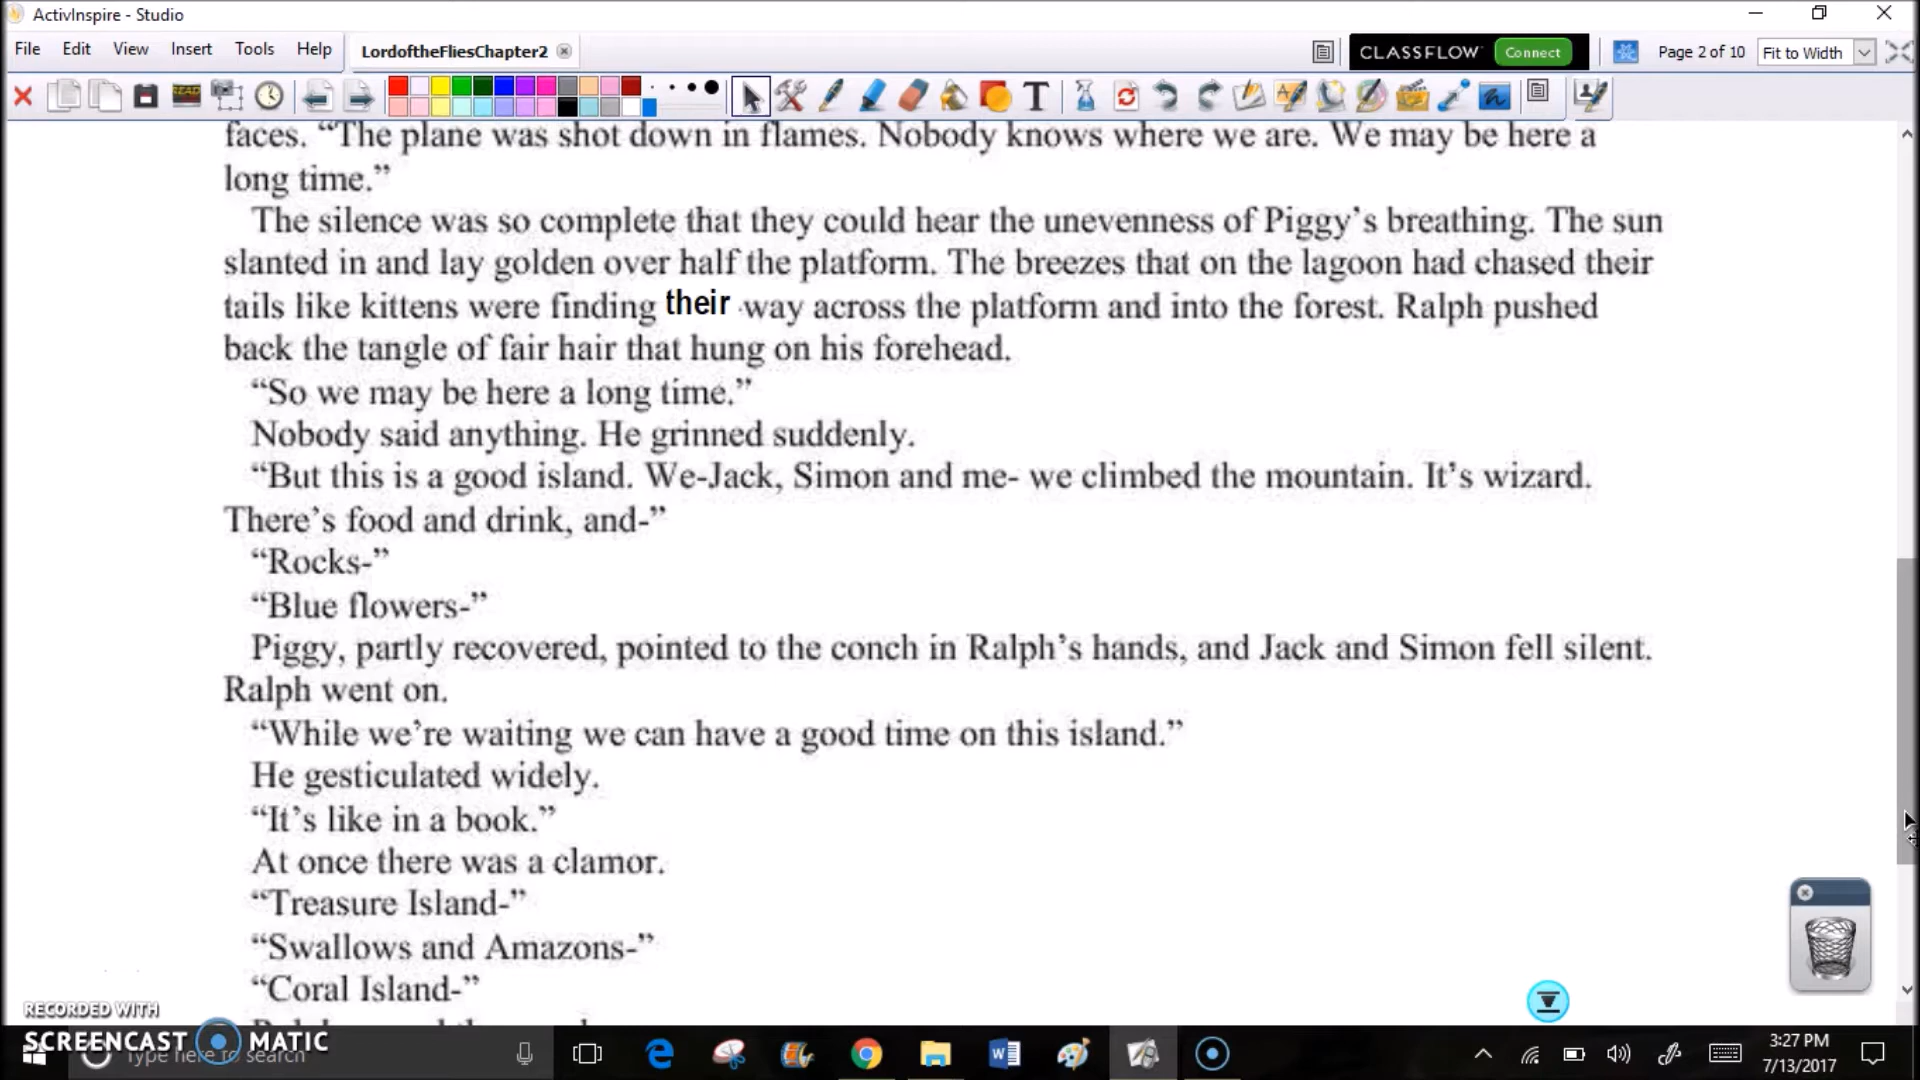 ActivInspire - Studio
File Edit View Insert Tools Help LordoftheFliesChapter2 CLASSFLOW Connect Page 2 of 10 Fit to Width
faces. “The plane was shot down in flames. Nobody knows where we are. We may be here a
long time.”
The silence was so complete that they could hear the unevenness of Piggy’s breathing. The sun
slanted in and lay golden over half the platform. The breezes that on the lagoon had chased their
tails like kittens were finding their way across the platform and into the forest. Ralph pushed
back the tangle of fair hair that hung on his forehead.
“So we may be here a long time.”
Nobody said anything. He grinned suddenly.
“But this is a good island. We-Jack, Simon and me- we climbed the mountain. It’s wizard.
There’s food and drink, and-”
“Rocks-”
“Blue flowers-”
Piggy, partly recovered, pointed to the conch in Ralph’s hands, and Jack and Simon fell silent.
Ralph went on.
“While we’re waiting we can have a good time on this island.”
He gesticulated widely.
“It’s like in a book.”
At once there was a clamor.
“Treasure Island-”
“Swallows and Amazons-”
“Coral Island-”
RECORDED WITH
SCREENCAST MATIC
Type here to search
3:27 PM
7/13/2017